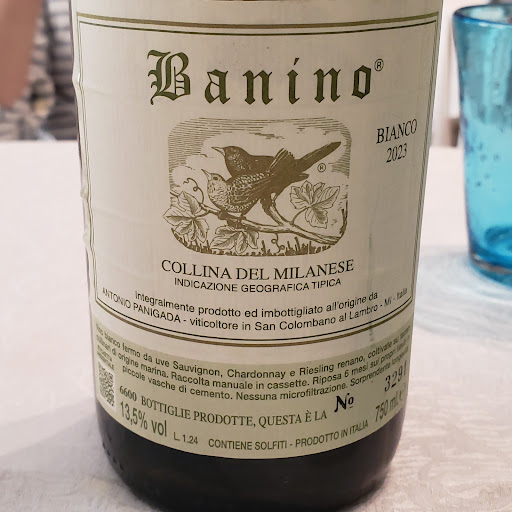 Banino®
BIANCO
2023
®
COLLINA DEL MILANESE
INDICAZIONE GEOGRAFICA TIPICA
integralmente prodotto ed imbottigliato all'origine da
ANTONIO PANIGADA - viticoltore in San Colombano al Lambro - Mi - Italia
bianco fermo da uve Sauvignon, Chardonnay e Riesling renano, coltivate su
di origine marina. Raccolta manuale in cassette. Riposa 6 mesi sui propri
piccole vasche di cemento. Nessuna microfiltrazione. Sorprendente
6600 BOTTIGLIE PRODOTTE, QUESTA È LA No 329
13,5% vol L 1.24 CONTIENE SOLFITI - PRODOTTO IN ITALIA 750 ml